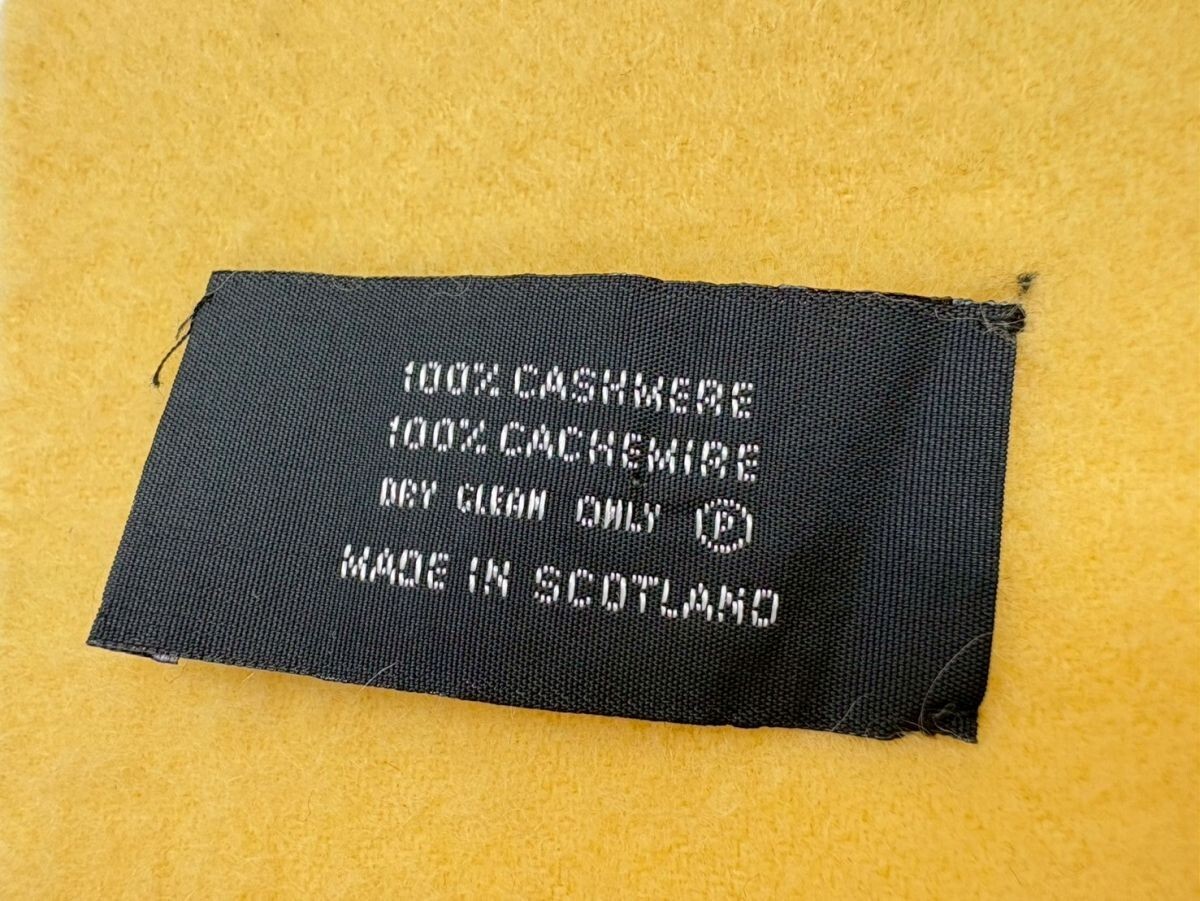 100% CASHMERE
100% CACHEMIRE
DRY CLEAN ONLY Ⓟ
MADE IN SCOTLAND